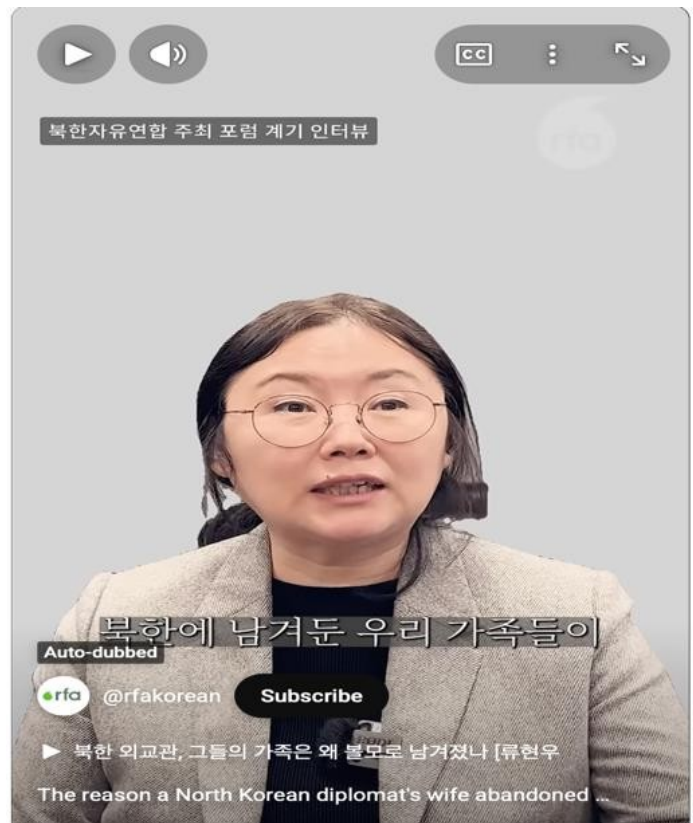 CC
북한자유연합 주최 포럼 계기 인터뷰
rfa
북한에 남겨둔 우리 가족들이
Auto-dubbed
rfa @rfakorean Subscribe
북한 외교관, 그들의 가족은 왜 볼모로 남겨졌나 [류현우
The reason a North Korean diplomat's wife abandoned ...